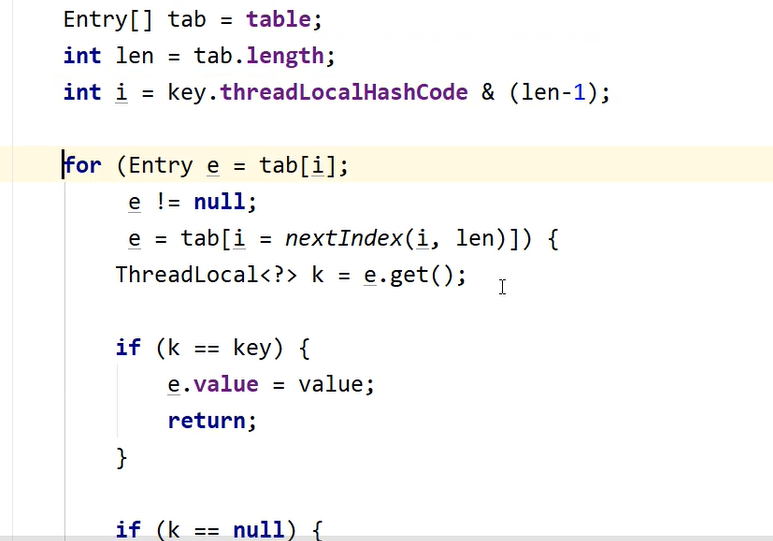 Entry[] tab = table;
int len = tab.length;
int i = key.threadLocalHashCode & (len-1);
for (Entry e = tab[i];
e != null;
e = tab[i = nextIndex(i, len)]) {
ThreadLocal<?> k = e.get();
if (k == key) {
e.value = value;
return;
}
if (k == null) {